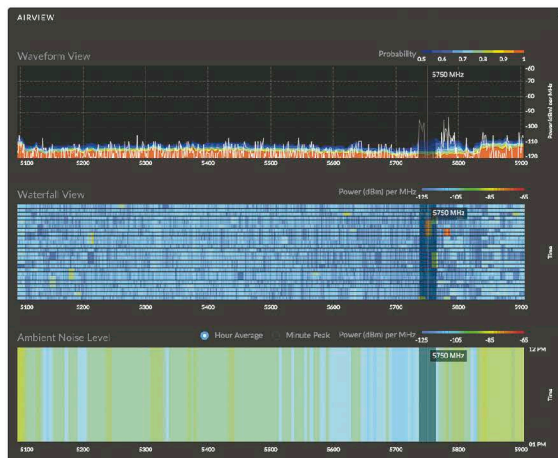 AIRVIEW
Waveform View
Probability
0.5 0.6 0.7 0.8 0.9 1
5750 MHz
-60
-70
-80
-90
-100
-110
-120
Power (dBm) per MHz
5100 5200 5300 5400 5500 5600 5700 5800 5900
Waterfall View
Power (dBm) per MHz
-125 -105 -85 -65
5750 MHz
Time
5100 5200 5300 5400 5500 5600 5700 5800 5900
Ambient Noise Level
Hour Average
Minute Peak
Power (dBm) per MHz
-125 -105 -85 -65
5750 MHz
12 PM
Time
01 PM
5100 5200 5300 5400 5500 5600 5700 5800 5900